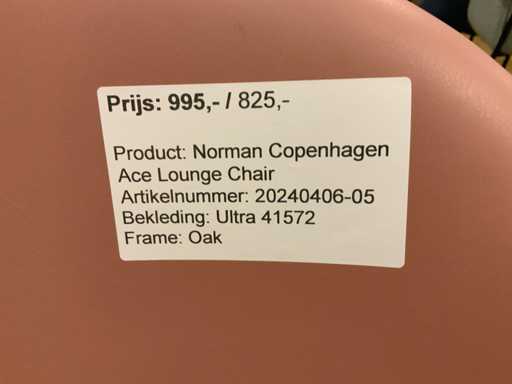 Prijs: 995,- / 825,-
Product: Norman Copenhagen
Ace Lounge Chair
Artikelnummer: 20240406-05
Bekleding: Ultra 41572
Frame: Oak